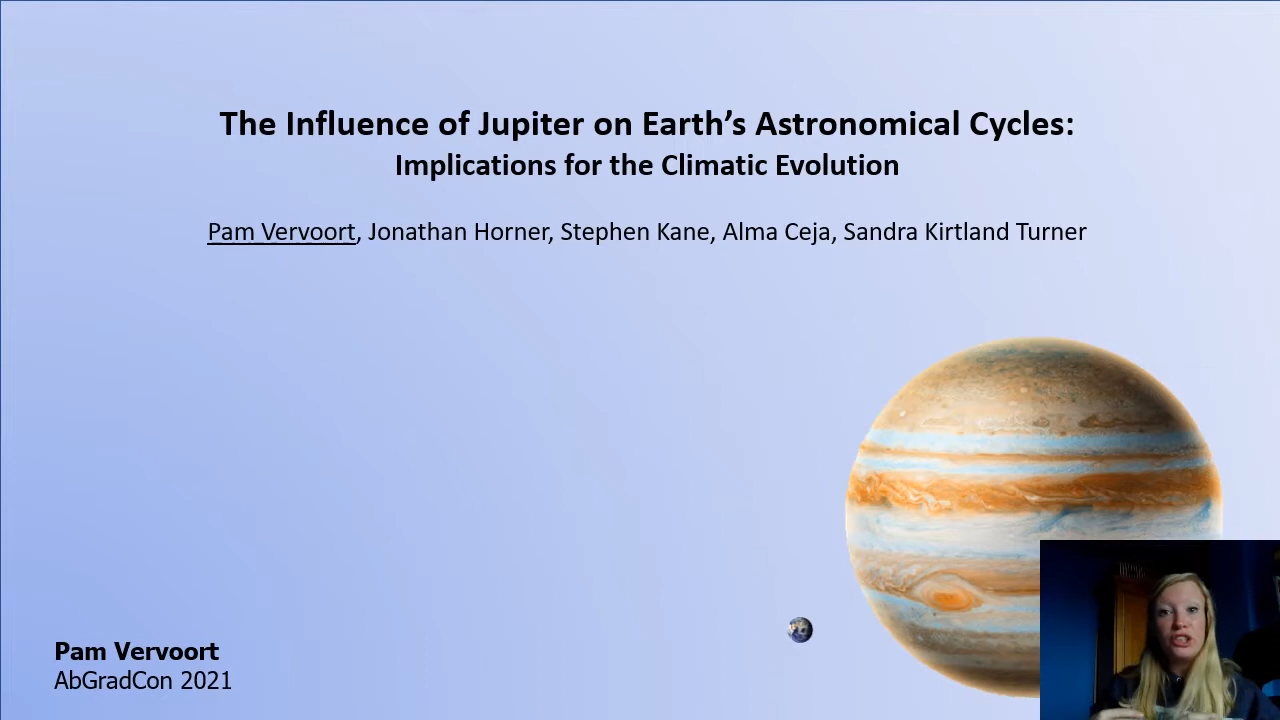 The Influence of Jupiter on Earth’s Astronomical Cycles:
Implications for the Climatic Evolution
Pam Vervoort, Jonathan Horner, Stephen Kane, Alma Ceja, Sandra Kirtland Turner
Pam Vervoort
AbGradCon 2021